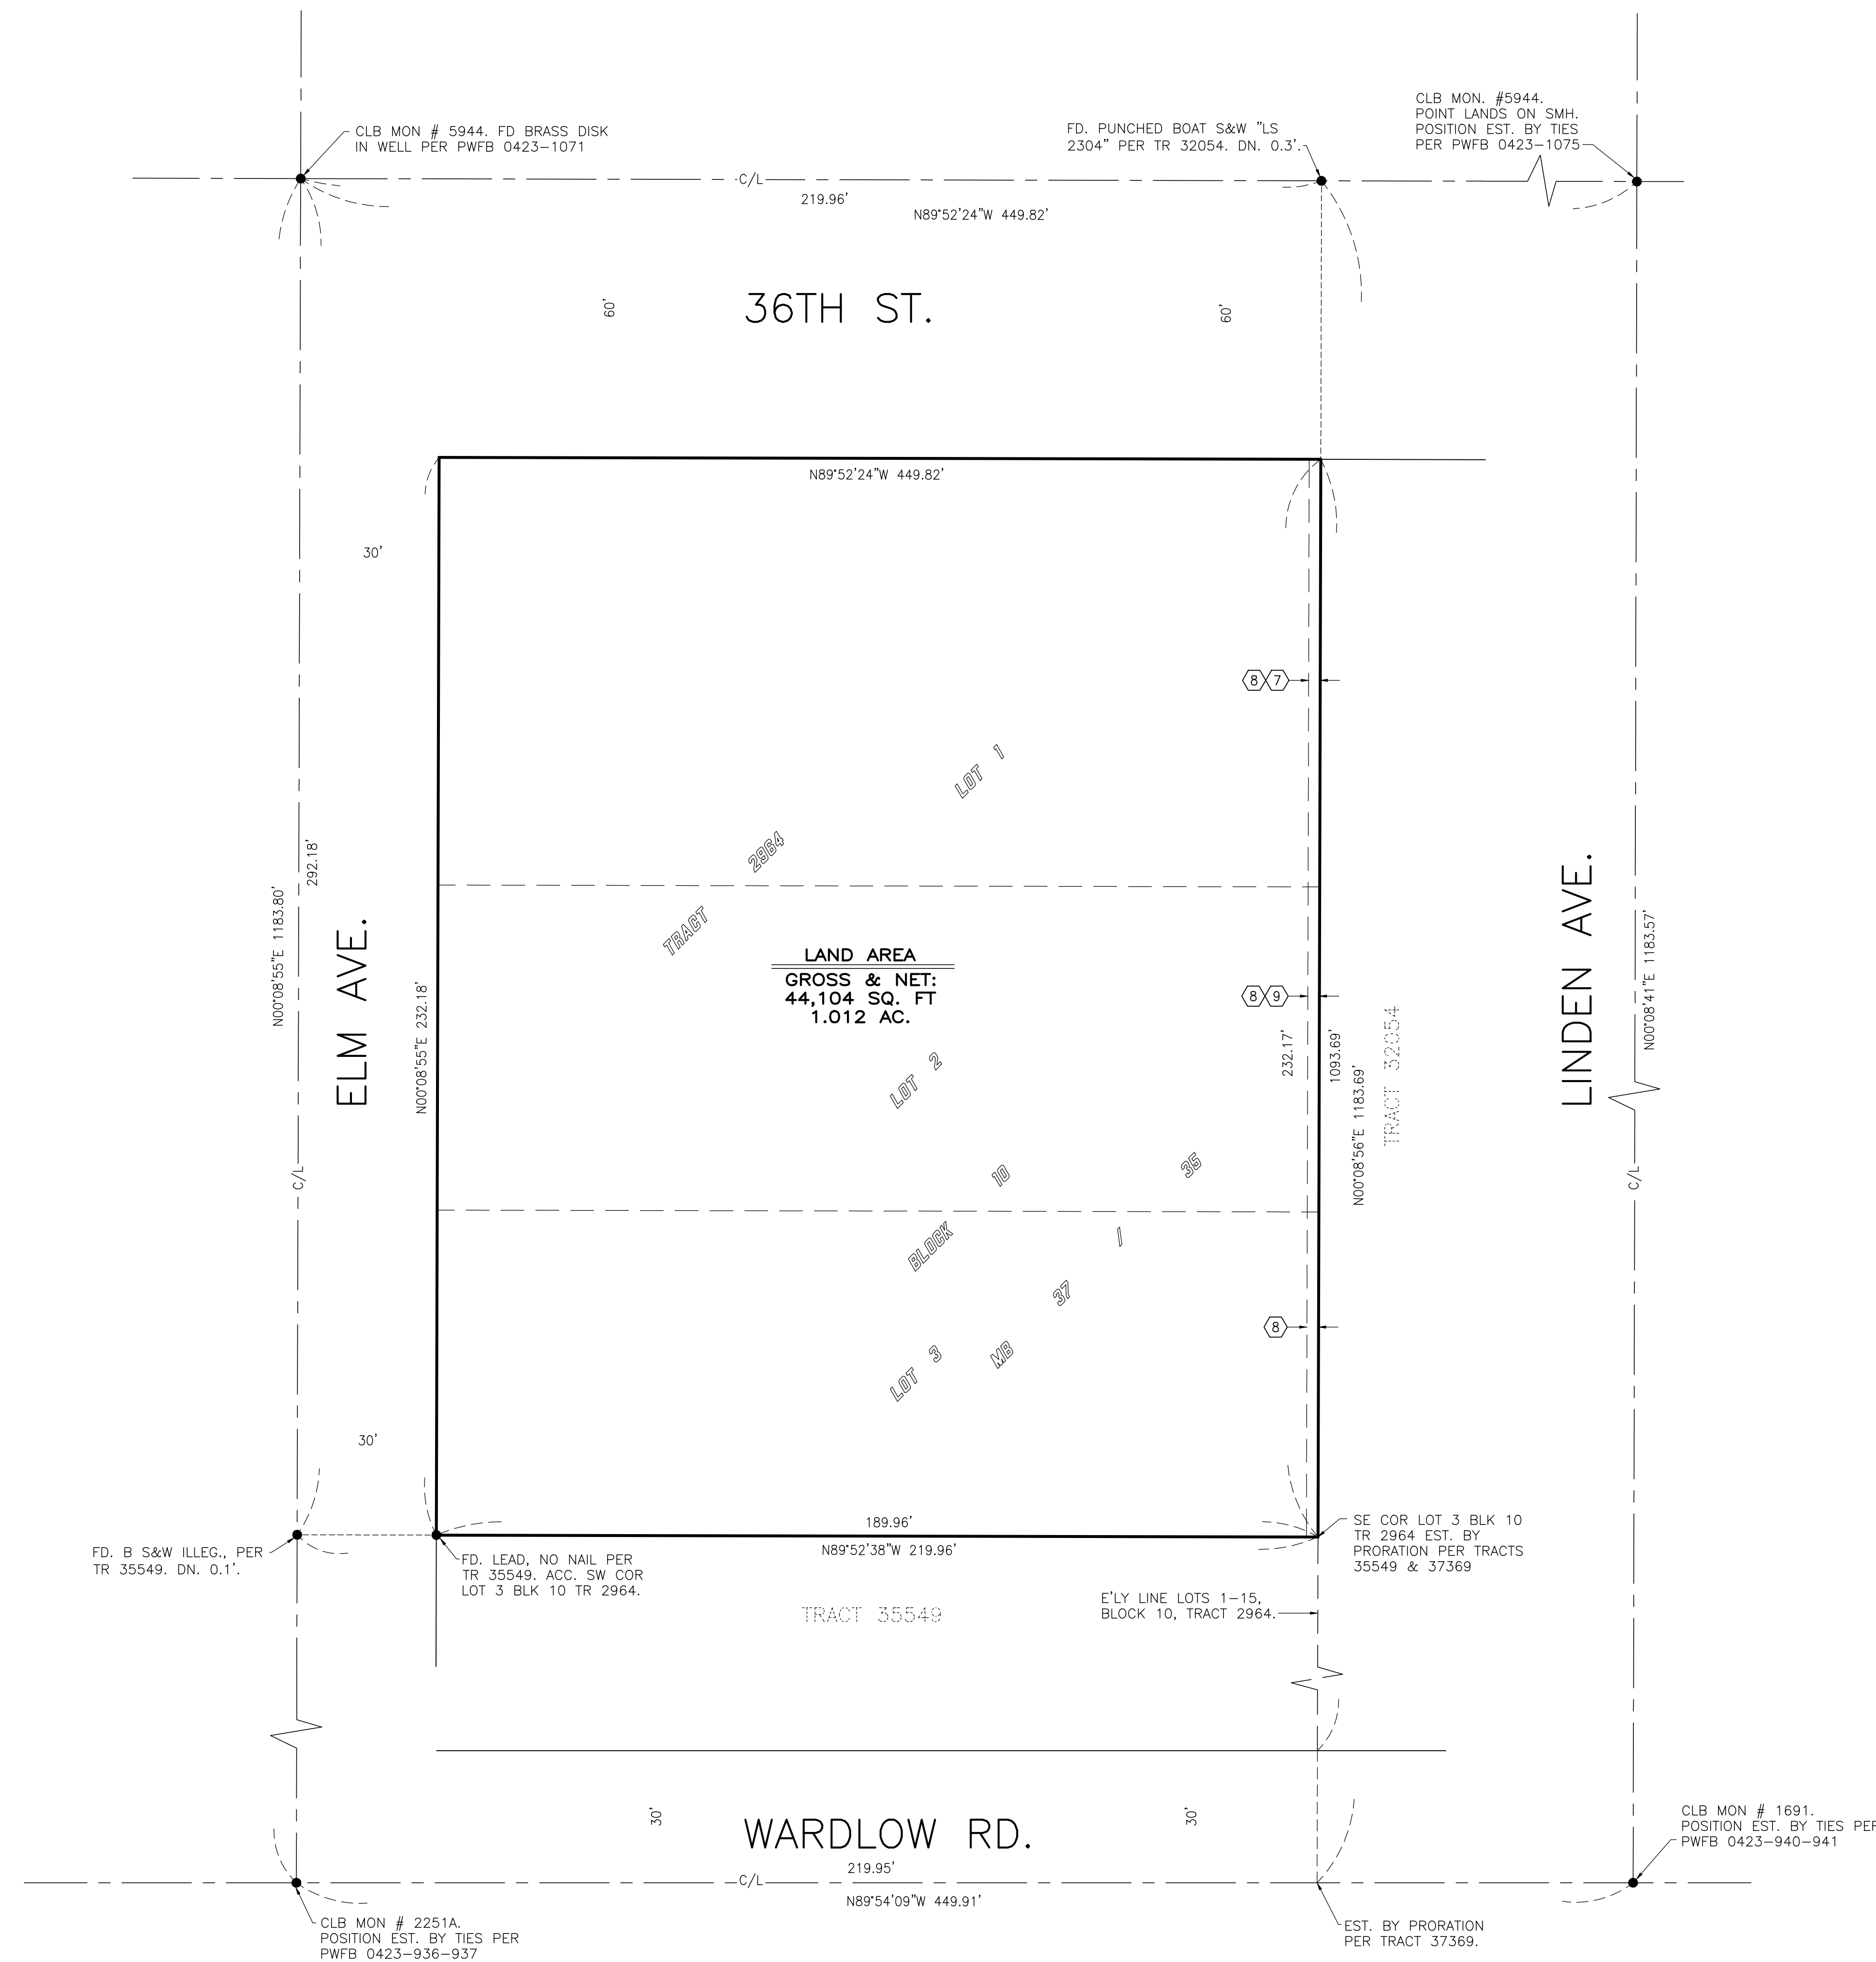 CLB MON # 5944. FD BRASS DISK
IN WELL PER PWFB 0423-1071
FD. PUNCHED BOAT S&W "LS
2304" PER TR 32054. DN. 0.3'.
CLB MON. #5944.
POINT LANDS ON SMH.
POSITION EST. BY TIES
PER PWFB 0423-1075
C/L
219.96'
N89°52'24"W 449.82'
60'
36TH ST.
60'
N89°52'24"W 449.82'
30'
8
7
LOT 1
2964
TRACT
292.18'
N00°08'55"E 1183.80'
ELM AVE.
N00°08'55"E 232.18'
LAND AREA
GROSS & NET:
44,104 SQ. FT
1.012 AC.
8
9
232.17'
1093.69'
N00°08'56"E 1183.69'
TRACT 32054
LINDEN AVE.
N00°08'41"E 1183.57'
LOT 2
C/L
C/L
10
35
BLOCK
/
37
8
MB
LOT 3
30'
189.96'
N89°52'38"W 219.96'
FD. B S&W ILLEG., PER
TR 35549. DN. 0.1'.
FD. LEAD, NO NAIL PER
TR 35549. ACC. SW COR
LOT 3 BLK 10 TR 2964.
SE COR LOT 3 BLK 10
TR 2964 EST. BY
PRORATION PER TRACTS
35549 & 37369
E'LY LINE LOTS 1-15,
BLOCK 10, TRACT 2964.
TRACT 35549
30'
WARDLOW RD.
30'
219.95'
C/L
N89°54'09"W 449.91'
CLB MON # 1691.
POSITION EST. BY TIES PER
PWFB 0423-940-941
CLB MON # 2251A.
POSITION EST. BY TIES PER
PWFB 0423-936-937
EST. BY PRORATION
PER TRACT 37369.